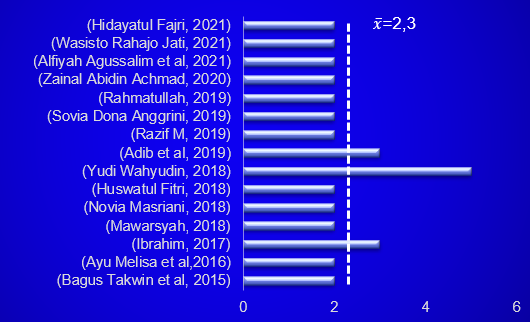 (Hidayatul Fajri, 2021)
x̄=2,3
(Wasisto Rahajo Jati, 2021)
(Alfiyah Agussalim et al, 2021)
(Zainal Abidin Achmad, 2020)
(Rahmatullah, 2019)
(Sovia Dona Anggrini, 2019)
(Razif M, 2019)
(Adib et al, 2019)
(Yudi Wahyudin, 2018)
(Huswatul Fitri, 2018)
(Novia Masriani, 2018)
(Mawarsyah, 2018)
(Ibrahim, 2017)
(Ayu Melisa et al,2016)
(Bagus Takwin et al, 2015)
0 2 4 6